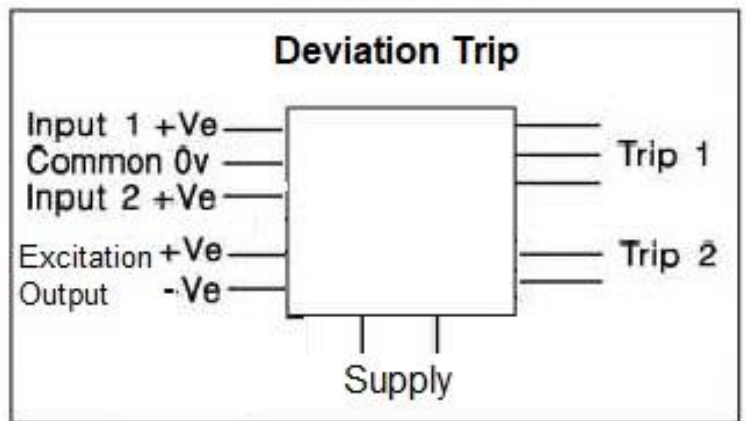 Deviation Trip
Input 1 +Ve
Common 0v
Input 2 +Ve
Excitation +Ve
Output -Ve
Trip 1
Trip 2
Supply